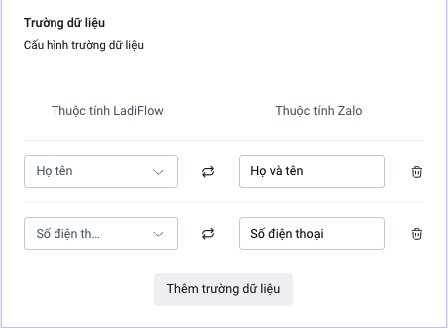 Trường dữ liệu
Cấu hình trường dữ liệu
Thuộc tính LadiFlow Thuộc tính Zalo
Họ tên Họ và tên
Số điện th... Số điện thoại
Thêm trường dữ liệu